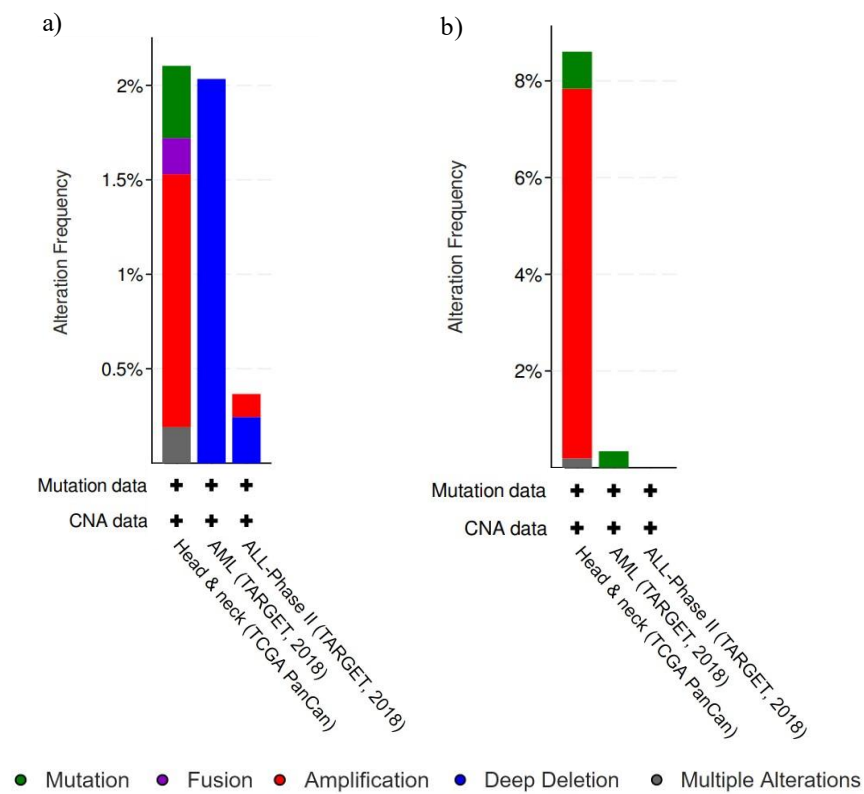 a)
Alteration Frequency
2%
1.5%
1%
0.5%
Mutation data
CNA data
Head & neck (TCGA PanCan)
AML (TARGET, 2018)
ALL-Phase II (TARGET, 2018)
b)
Alteration Frequency
8%
6%
4%
2%
Mutation data
CNA data
Head & neck (TCGA PanCan)
AML (TARGET, 2018)
ALL-Phase II (TARGET, 2018)
Mutation Fusion Amplification Deep Deletion Multiple Alterations